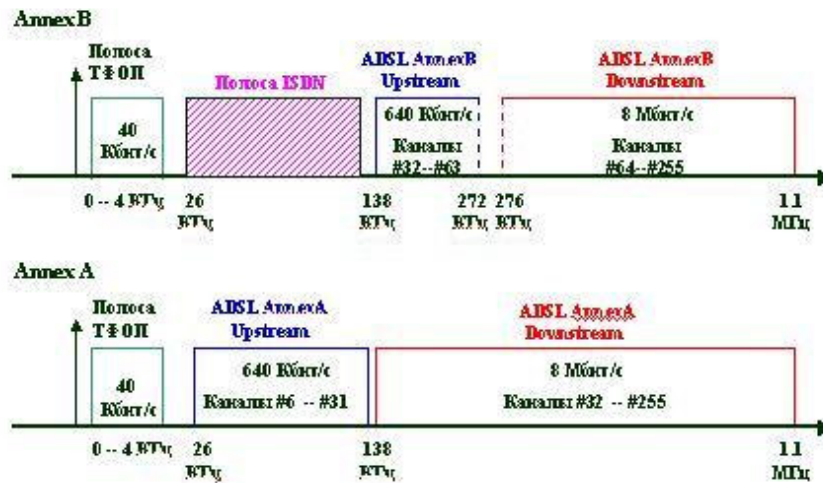 Annex B
Полоса
ТФОП
Полоса ISDN
ADSL AnnexB
Upstream
ADSL AnnexB
Downstream
40
Кбит/с
640 Кбит/с
Каналы
#32--#63
8 Мбит/с
Каналы
#64--#255
0 -- 4 КГц
26
КГц
138
КГц
272
КГц
276
КГц
1.1
МГц
Annex A
Полоса
ТФОП
ADSL AnnexA
Upstream
ADSL AnnexA
Downstream
40
Кбит/с
640 Кбит/с
Каналы #6 -- #31
8 Мбит/с
Каналы #32 -- #255
0 -- 4 КГц
26
КГц
138
КГц
1.1
МГц